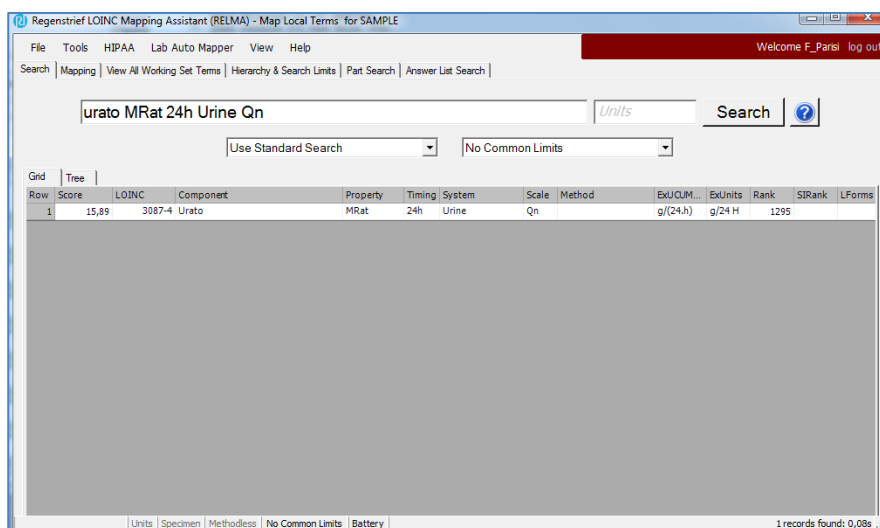 Regenstrief LOINC Mapping Assistant (RELMA) - Map Local Terms for SAMPLE
File Tools HIPAA Lab Auto Mapper View Help Welcome F_Parisi log out
Search Mapping View All Working Set Terms Hierarchy & Search Limits Part Search Answer List Search
urato MRat 24h Urine Qn Units Search ?
Use Standard Search No Common Limits
Grid Tree
Row Score LOINC Component Property Timing System Scale Method ExUCUM... ExUnits Rank SIRank LForms
1 15,89 3087-4 Urato MRat 24h Urine Qn g/(24.h) g/24 H 1295
Units Specimen Methodless No Common Limits Battery 1 records found: 0,08s